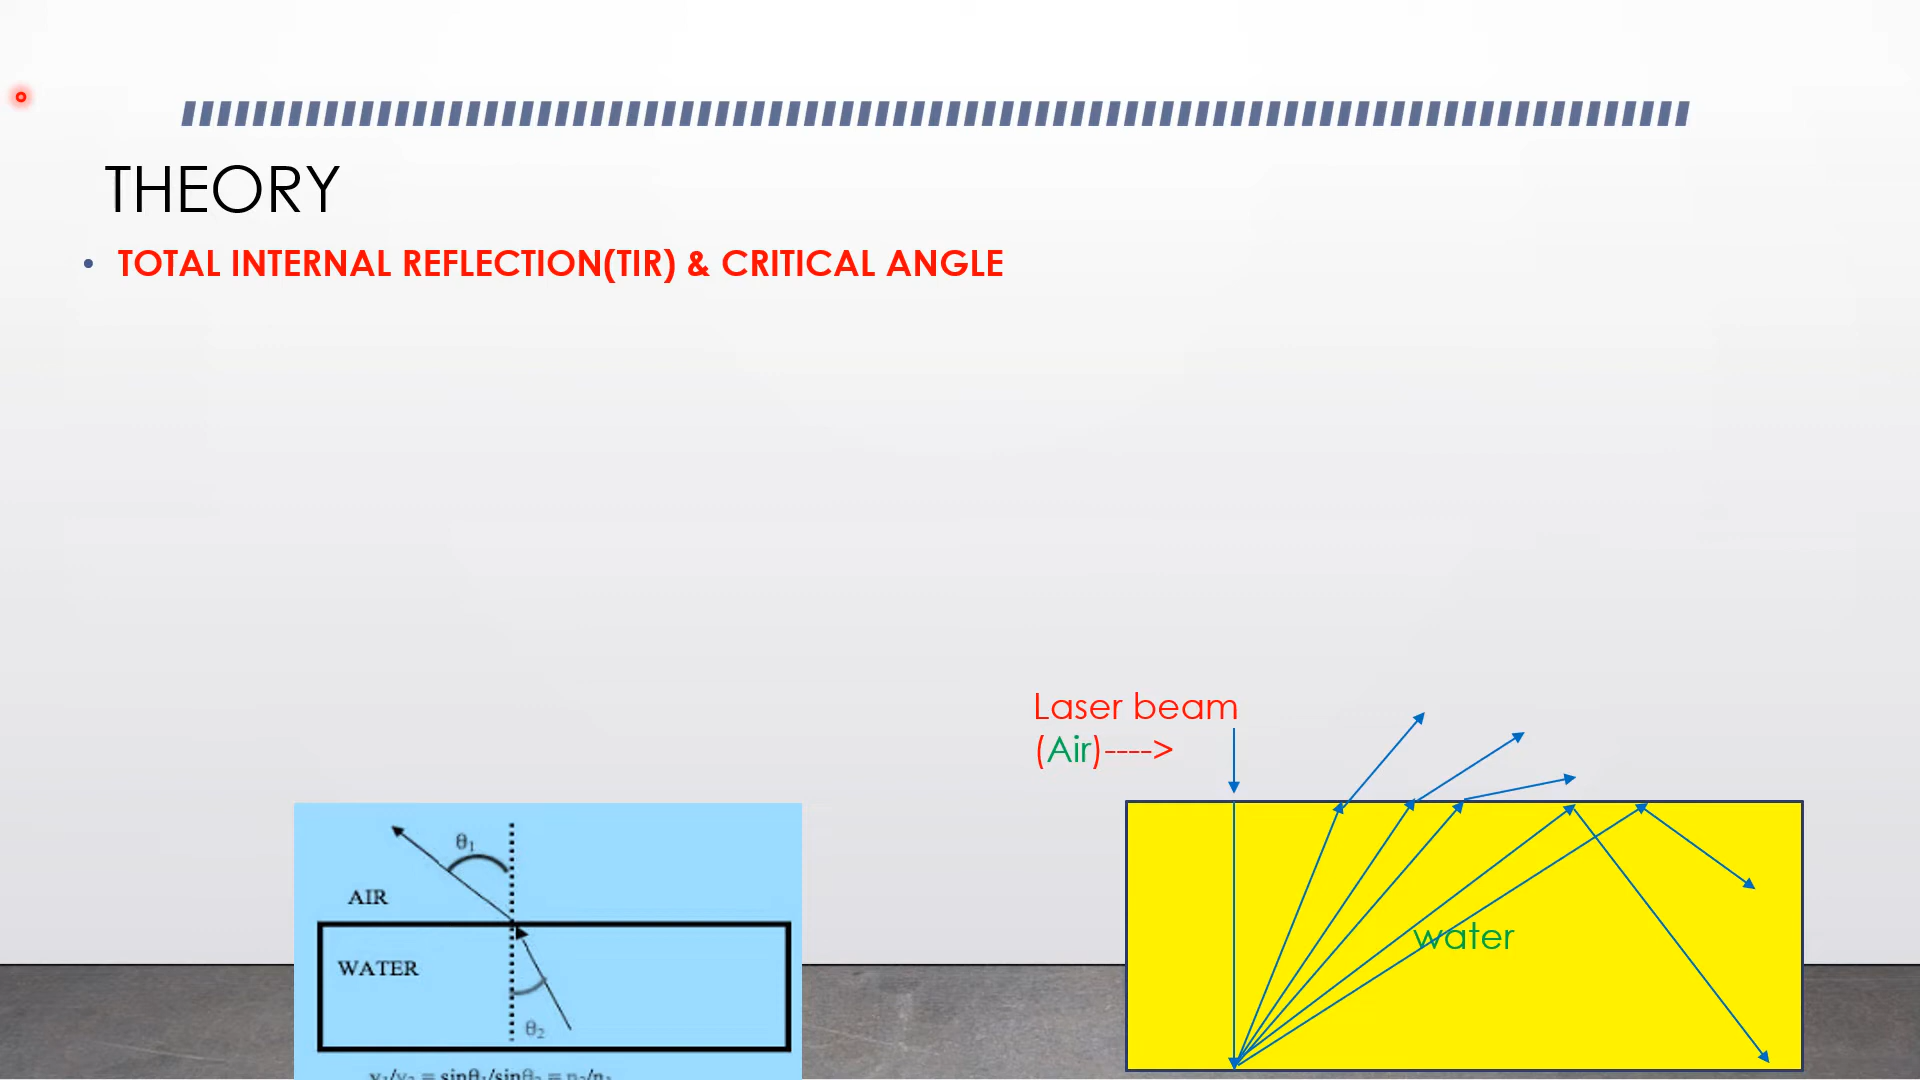 THEORY
• TOTAL INTERNAL REFLECTION(TIR) & CRITICAL ANGLE
Laser beam
(Air)---->
θ1
AIR
WATER
θ2
water